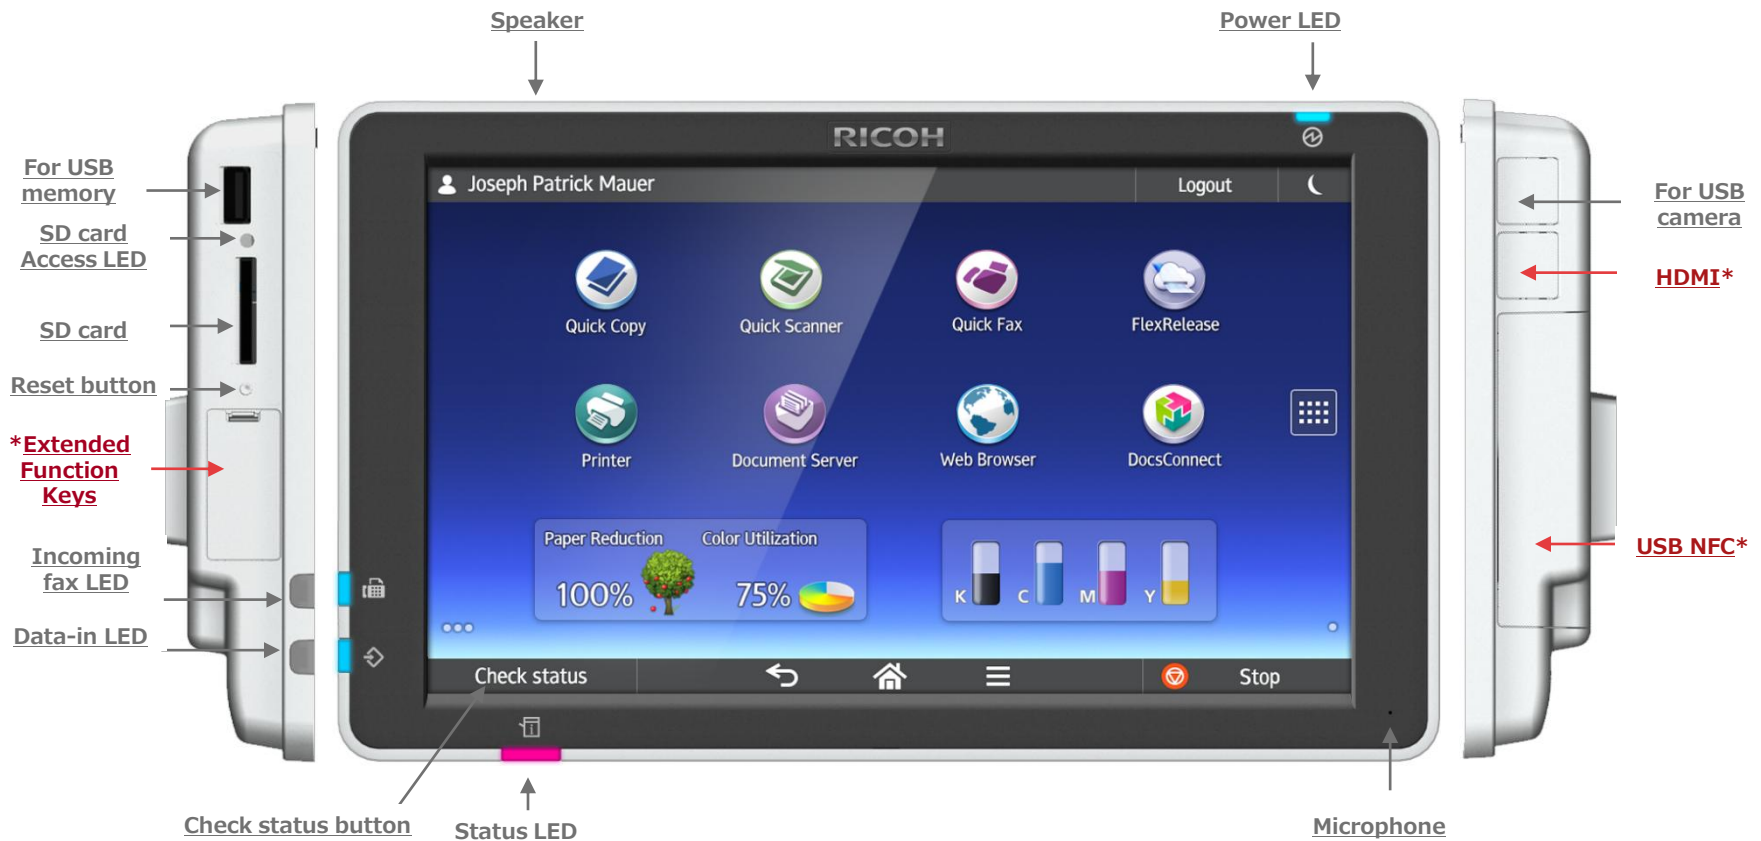 Speaker
Power LED
RICOH
For USB
memory
SD card
Access LED
SD card
Reset button
*Extended
Function
Keys
Incoming
fax LED
Data-in LED
Joseph Patrick Mauer
Logout
Quick Copy
Quick Scanner
Quick Fax
FlexRelease
Printer
Document Server
Web Browser
DocsConnect
Paper Reduction
Color Utilization
100%
75%
K
C
M
Y
Check status
Stop
For USB
camera
HDMI*
USB NFC*
Check status button
Status LED
Microphone